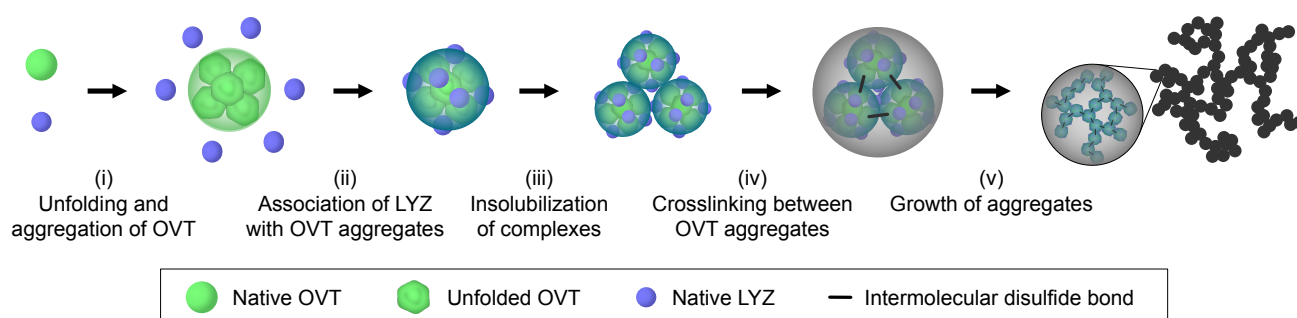 (i)
Unfolding and
aggregation of OVT
(ii)
Association of LYZ
with OVT aggregates
(iii)
Insolubilization
of complexes
(iv)
Crosslinking between
OVT aggregates
(v)
Growth of aggregates
Native OVT
Unfolded OVT
Native LYZ
Intermolecular disulfide bond